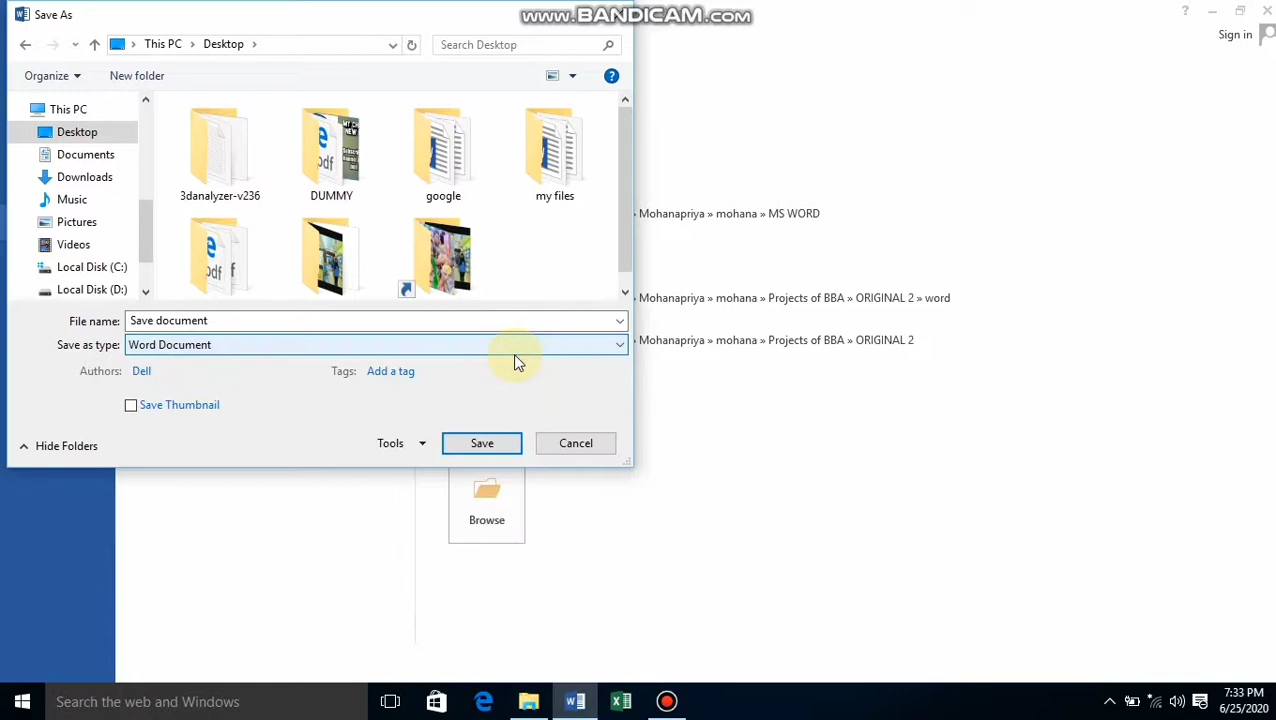 Save As
www.BANDICAM.com
Sign in
This PC
Desktop
Search Desktop
Organize
New folder
This PC
Desktop
Documents
Downloads
Music
Pictures
Videos
Local Disk (C:)
Local Disk (D:)
3danalyzer-v236
DUMMY
google
my files
File name:
Save document
Save as type:
Word Document
Authors:
Dell
Tags:
Add a tag
Save Thumbnail
Hide Folders
Tools
Save
Cancel
Mohanapriya » mohana » MS WORD
Mohanapriya » mohana » Projects of BBA » ORIGINAL 2 » word
Mohanapriya » mohana » Projects of BBA » ORIGINAL 2
Browse
Search the web and Windows
7:33 PM
6/25/2020